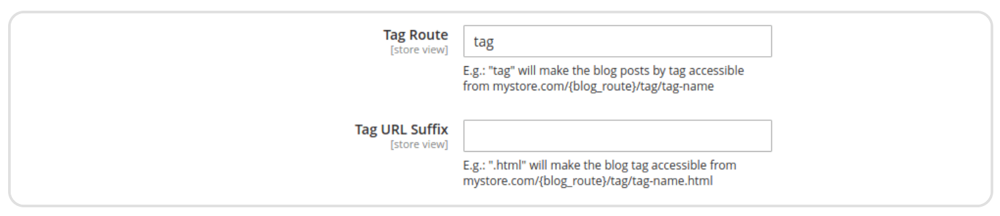 Tag Route
[store view]
tag
E.g.: "tag" will make the blog posts by tag accessible
from mystore.com/{blog_route}/tag/tag-name
Tag URL Suffix
[store view]
E.g.: ".html" will make the blog tag accessible from
mystore.com/{blog_route}/tag/tag-name.html